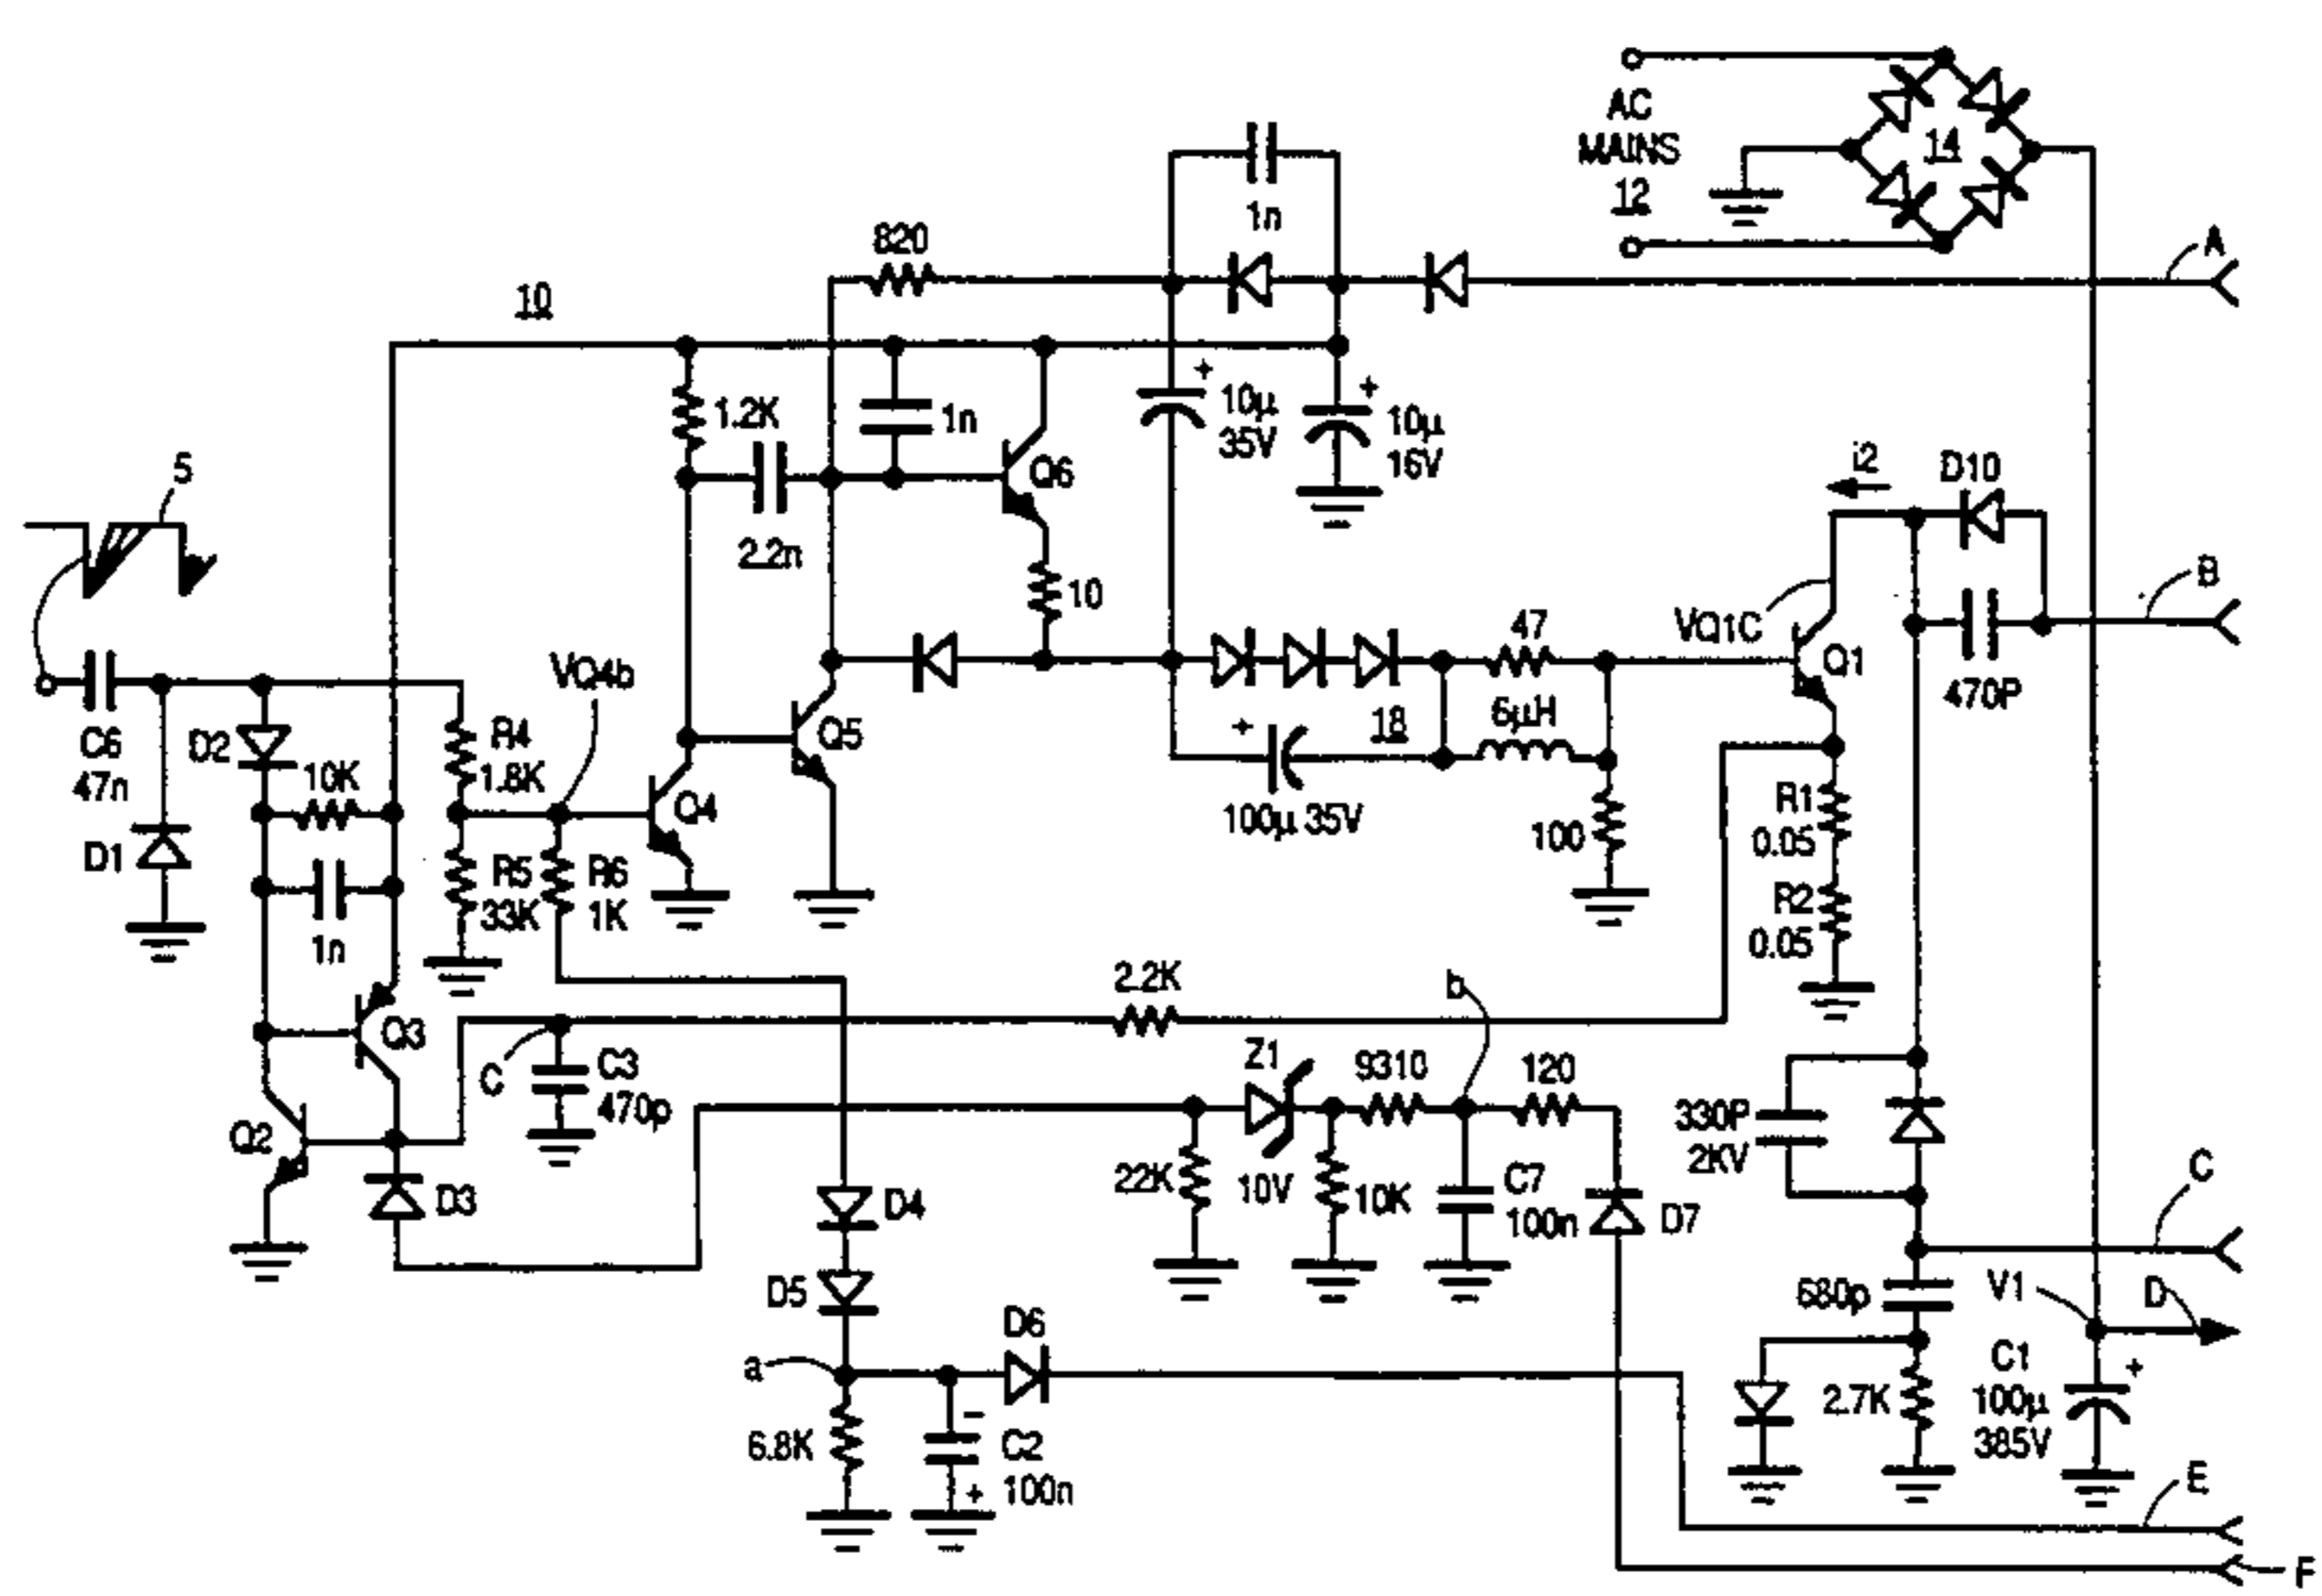 AC
MAINS
12
14
A
1n
820
10
1.2K
1n
10µ
35V
10µ
16V
Q6
i2
D10
5
2.2n
10
B
VQ1C
47
Q1
470P
VQ4b
C6
47n
D2
R4
1.8K
Q5
18
6µH
10K
Q4
100µ 35V
100
R1
0.05
D1
R5
33K
R6
1K
R2
0.05
1n
2.2K
b
Q3
C
C3
470p
Z1
9310
120
Q2
330P
2KV
D3
22K
10V
10K
C7
100n
D7
C
D4
D5
680p
V1
D
D6
a
C1
100µ
385V
2.7K
6.8K
C2
100n
E
F